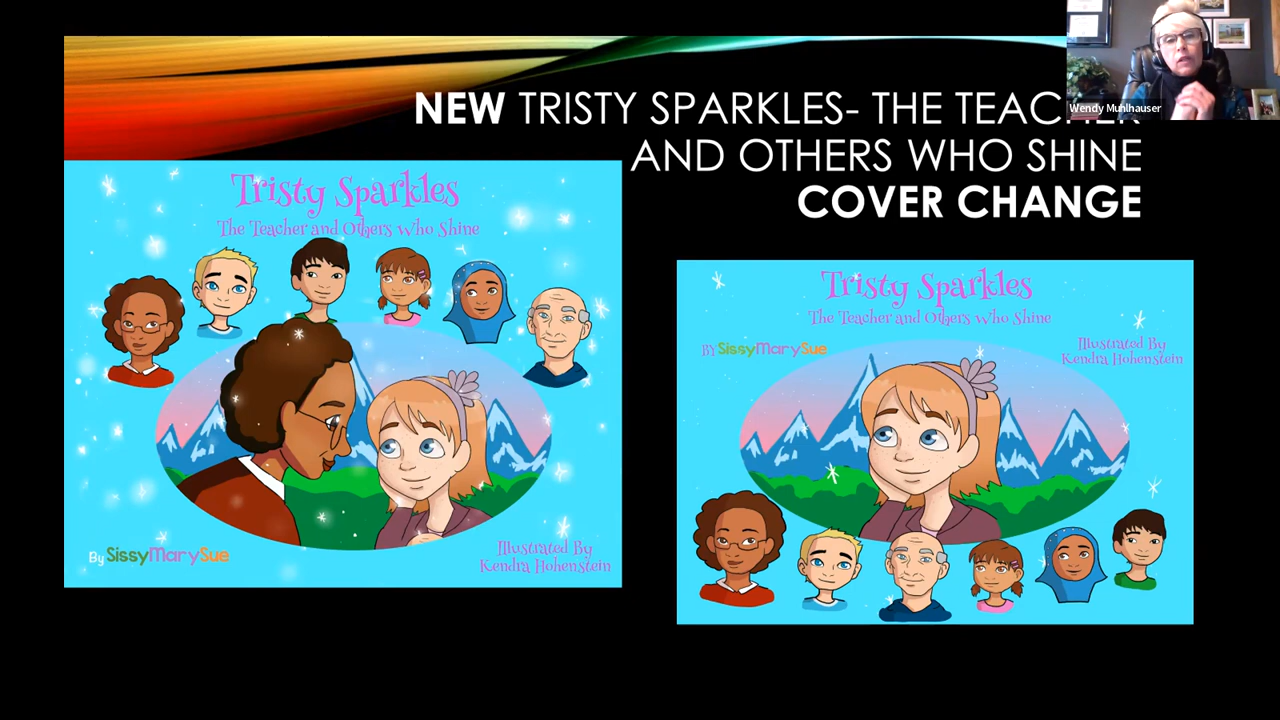 NEW TRISTY SPARKLES- THE TEACHER
AND OTHERS WHO SHINE
COVER CHANGE
Wendy Munlhauser
Tristy Sparkles
The Teacher and Others Who Shine
By SissyMarySue
Illustrated By
Kendra Hohenstein
Tristy Sparkles
The Teacher and Others Who Shine
BY SissyMarySue
Illustrated By
Kendra Hohenstein